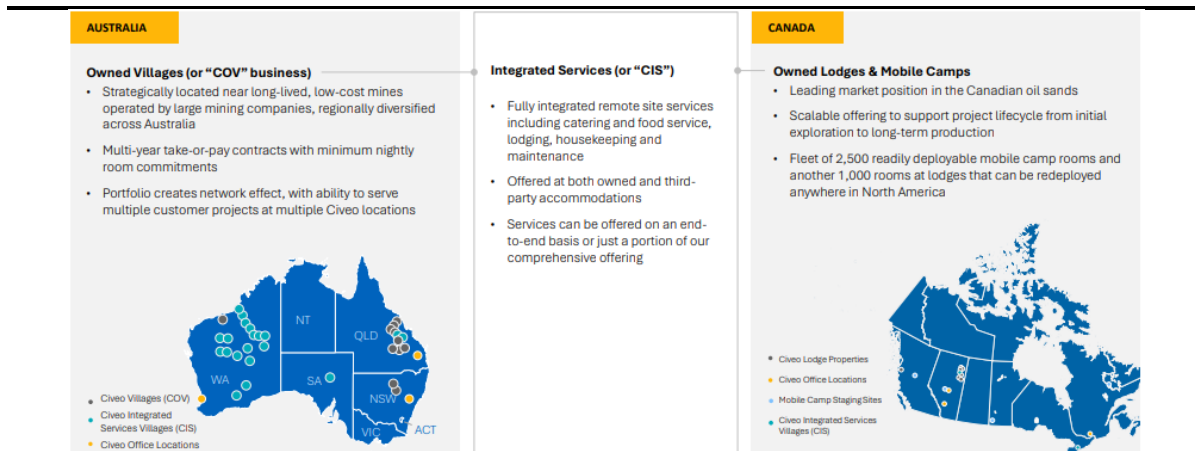 AUSTRALIA
Owned Villages (or “COV” business)
• Strategically located near long-lived, low-cost mines
operated by large mining companies, regionally diversified
across Australia
• Multi-year take-or-pay contracts with minimum nightly
room commitments
• Portfolio creates network effect, with ability to serve
multiple customer projects at multiple Civeo locations
NT
QLD
WA
SA
NSW
VIC
ACT
Civeo Villages (COV)
Civeo Integrated
Services Villages (CIS)
Civeo Office Locations
Integrated Services (or “CIS”)
• Fully integrated remote site services
including catering and food service,
lodging, housekeeping and
maintenance
• Offered at both owned and third-
party accommodations
• Services can be offered on an end-
to-end basis or just a portion of our
comprehensive offering
CANADA
Owned Lodges & Mobile Camps
• Leading market position in the Canadian oil sands
• Scalable offering to support project lifecycle from initial
exploration to long-term production
• Fleet of 2,500 readily deployable mobile camp rooms and
another 1,000 rooms at lodges that can be redeployed
anywhere in North America
Civeo Lodge Properties
Civeo Office Locations
Mobile Camp Staging Sites
Civeo Integrated Services
Villages (CIS)